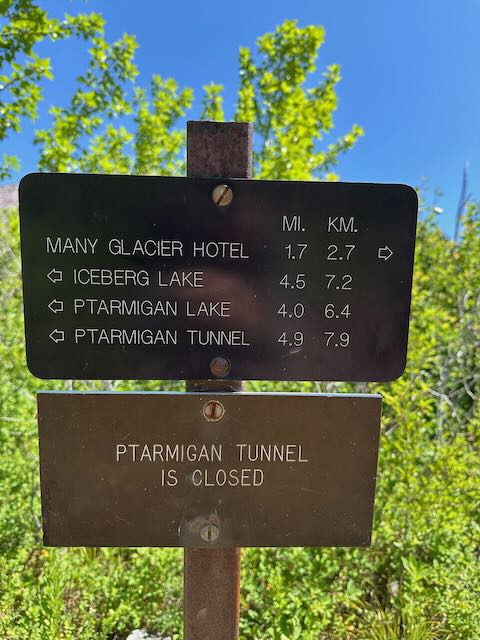 MI. KM.
MANY GLACIER HOTEL 1.7 2.7 ⇨
⇦ ICEBERG LAKE 4.5 7.2
⇦ PTARMIGAN LAKE 4.0 6.4
⇦ PTARMIGAN TUNNEL 4.9 7.9
PTARMIGAN TUNNEL
IS CLOSED